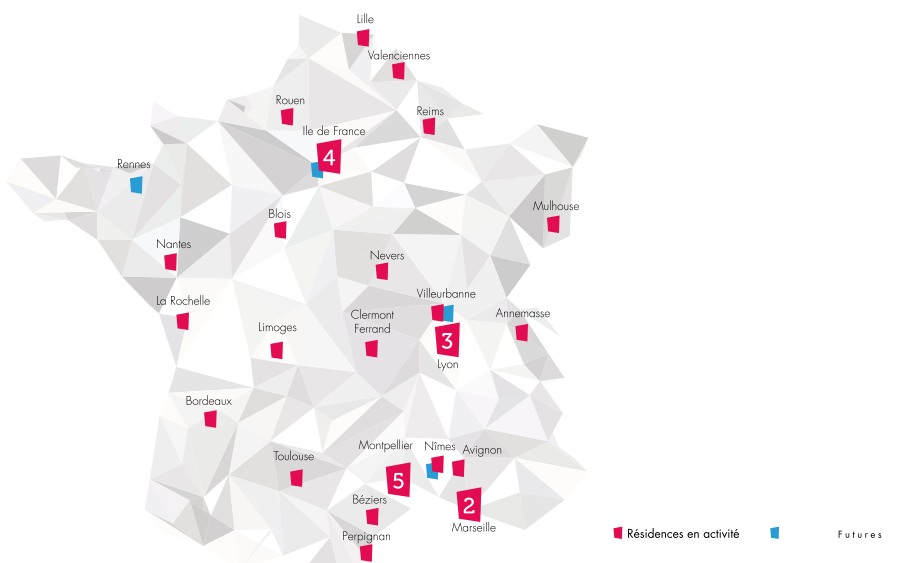 Lille
Valenciennes
Rouen
Reims
Ile de France
4
Rennes
Mulhouse
Blois
Nantes
Nevers
Villeurbanne
La Rochelle
Annemasse
Clermont
Ferrand
Limoges
3
Lyon
Bordeaux
Montpellier
Nîmes
Avignon
Toulouse
5
2
Béziers
Marseille
Perpignan
Résidences en activité
Futures